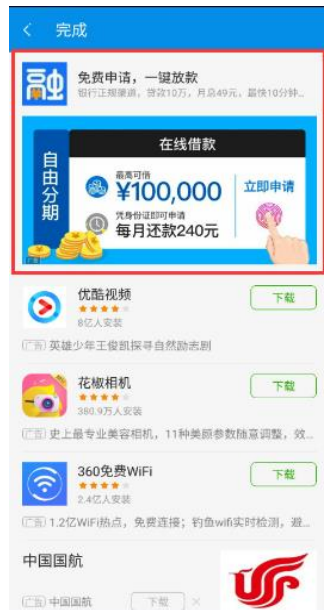 完成
融
免费申请，一键放款
银行正规渠道，贷款10万，月息49元，最快10分钟…
自由分期
在线借款
最高可借
¥100,000
立即申请
凭身份证即可申请
每月还款240元
优酷视频
下载
8亿人安装
广告 英雄少年王俊凯探寻自然励志剧
花椒相机
下载
380.9万人安装
广告 史上最专业美容相机，11种美颜参数随意调整，效…
360免费WiFi
下载
2.4亿人安装
广告 1.2亿WiFi热点，免费连接；钓鱼wifi实时检测，避…
中国国航
广告 中国国航
下载